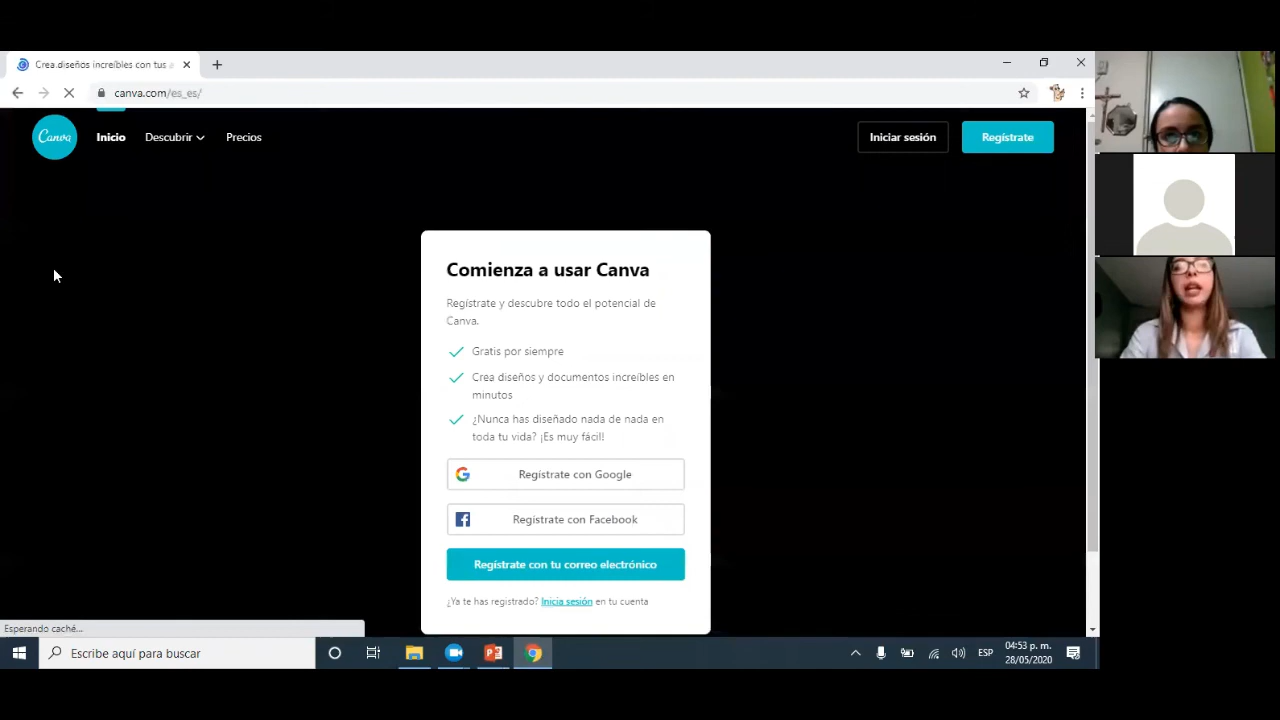 Crea diseños increíbles con tus a
canva.com/es_es/
Canva
Inicio
Descubrir
Precios
Iniciar sesión
Regístrate
Comienza a usar Canva
Regístrate y descubre todo el potencial de
Canva.
Gratis por siempre
Crea diseños y documentos increíbles en
minutos
¿Nunca has diseñado nada de nada en
toda tu vida? ¡Es muy fácil!
Regístrate con Google
Regístrate con Facebook
Regístrate con tu correo electrónico
¿Ya te has registrado? Inicia sesión en tu cuenta
Esperando caché...
Escribe aquí para buscar
ESP
04:53 p. m.
28/05/2020